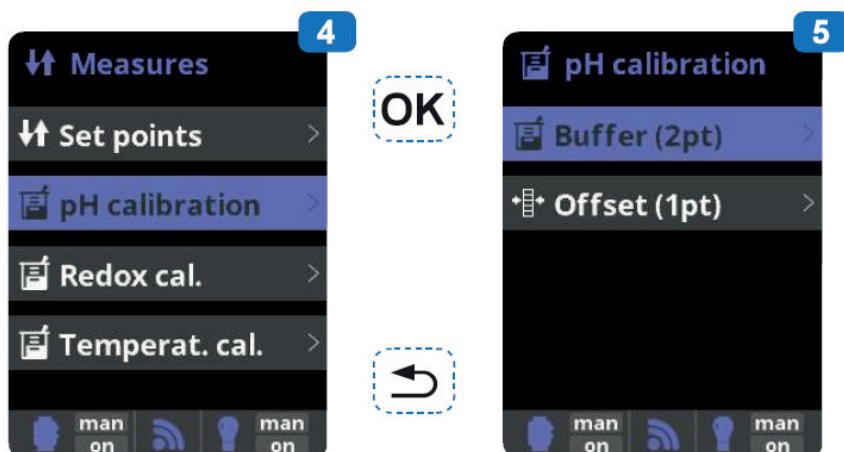 4
Measures
Set points
pH calibration
Redox cal.
Temperat. cal.
man
on
man
on
OK
5
pH calibration
Buffer (2pt)
Offset (1pt)
man
on
man
on